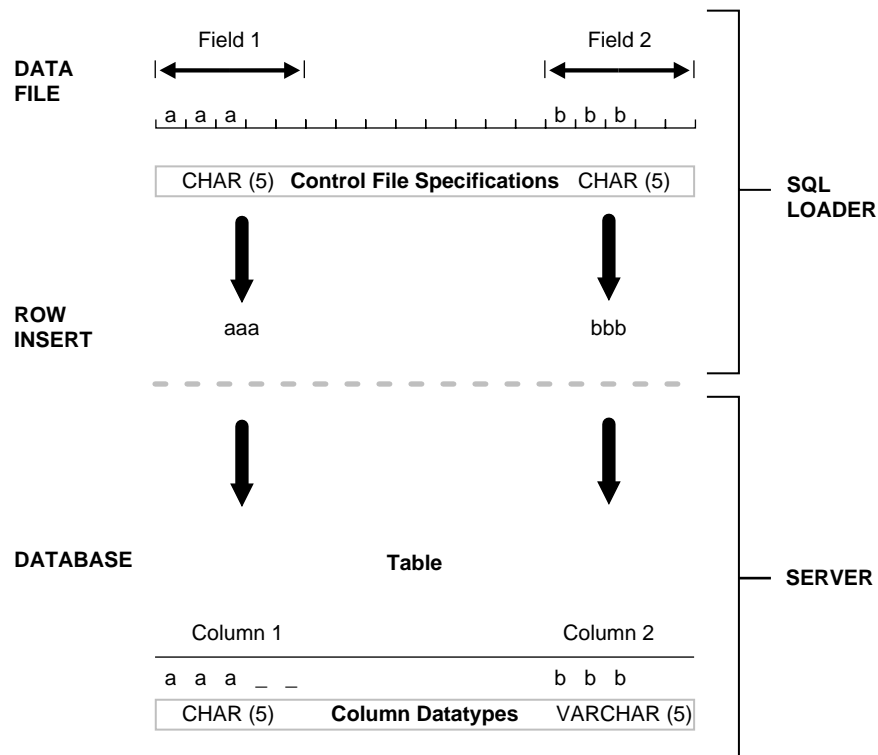 Field 1 Field 2
DATA
FILE
a a a b b b
CHAR (5) Control File Specifications CHAR (5)
SQL
LOADER
ROW
INSERT
aaa bbb
DATABASE Table
SERVER
Column 1 Column 2
a a a _ _ b b b
CHAR (5) Column Datatypes VARCHAR (5)